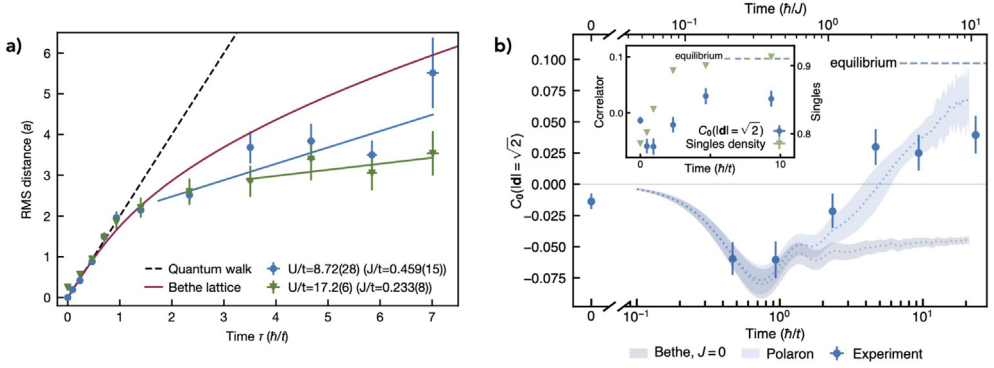 a)
RMS distance (a)
6
5
4
3
2
1
0
Quantum walk
Bethe lattice
U/t=8.72(28) (J/t=0.459(15))
U/t=17.2(6) (J/t=0.233(8))
0 1 2 3 4 5 6 7
Time τ (ħ/t)
b)
Time (ħ/J)
0 10⁻¹ 10⁰ 10¹
C₀(|d| = √2)
0.100
0.075
0.050
0.025
0.000
−0.025
−0.050
−0.075
equilibrium
Correlator
0.1
0.0
equilibrium
C₀(|d| = √2)
Singles density
0.9
0.8
Singles
0 10
Time (ħ/t)
0 10⁻¹ 10⁰ 10¹
Time (ħ/t)
Bethe, J=0 Polaron Experiment